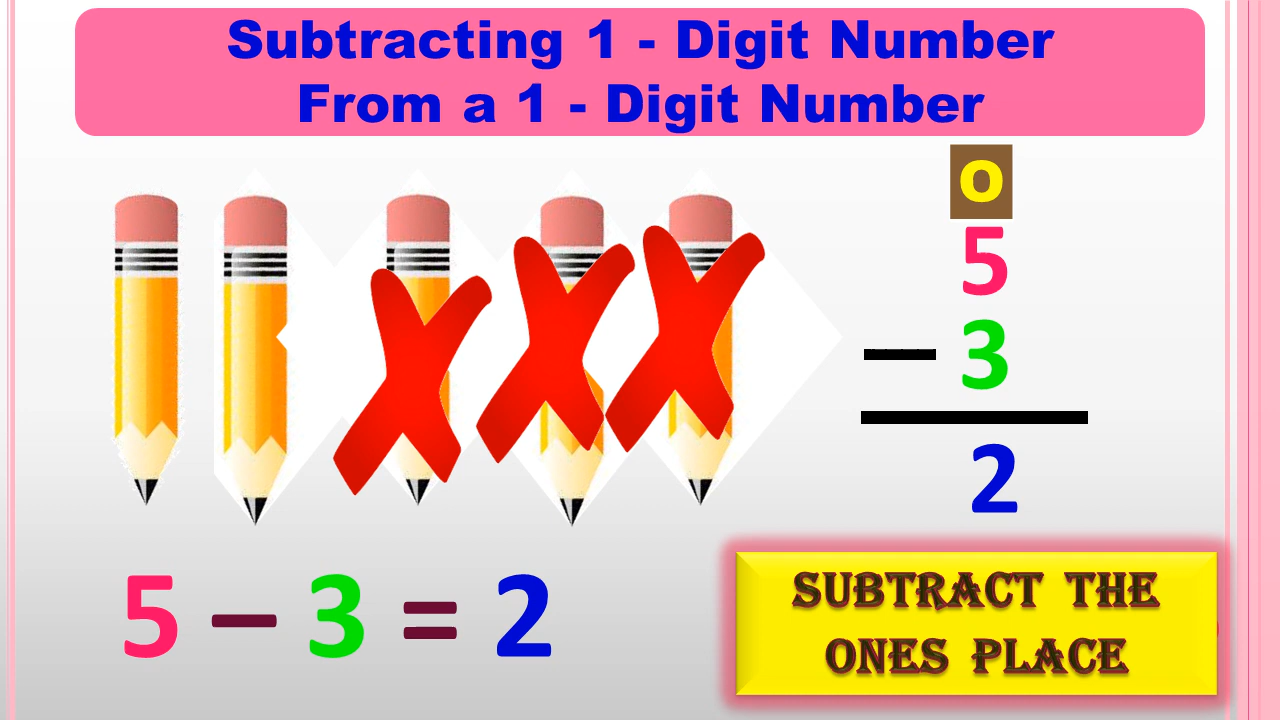 Subtracting 1 - Digit Number
From a 1 - Digit Number
O
5
— 3
2
5 – 3 = 2
SUBTRACT THE
ONES PLACE